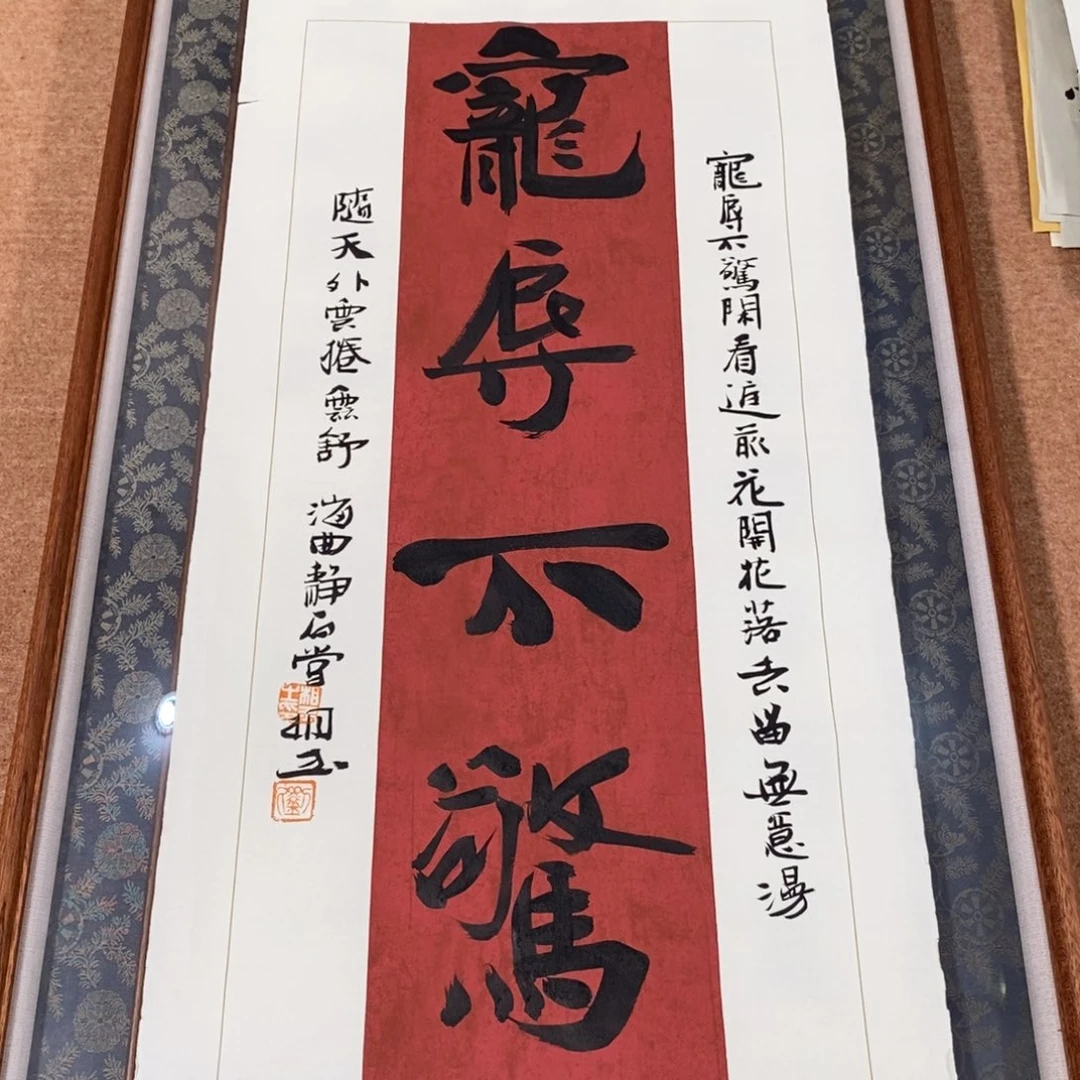 寵辱不驚
寵辱不驚閑看庭前花開花落去留無意漫
隨天外雲捲雲舒 海曲靜石堂